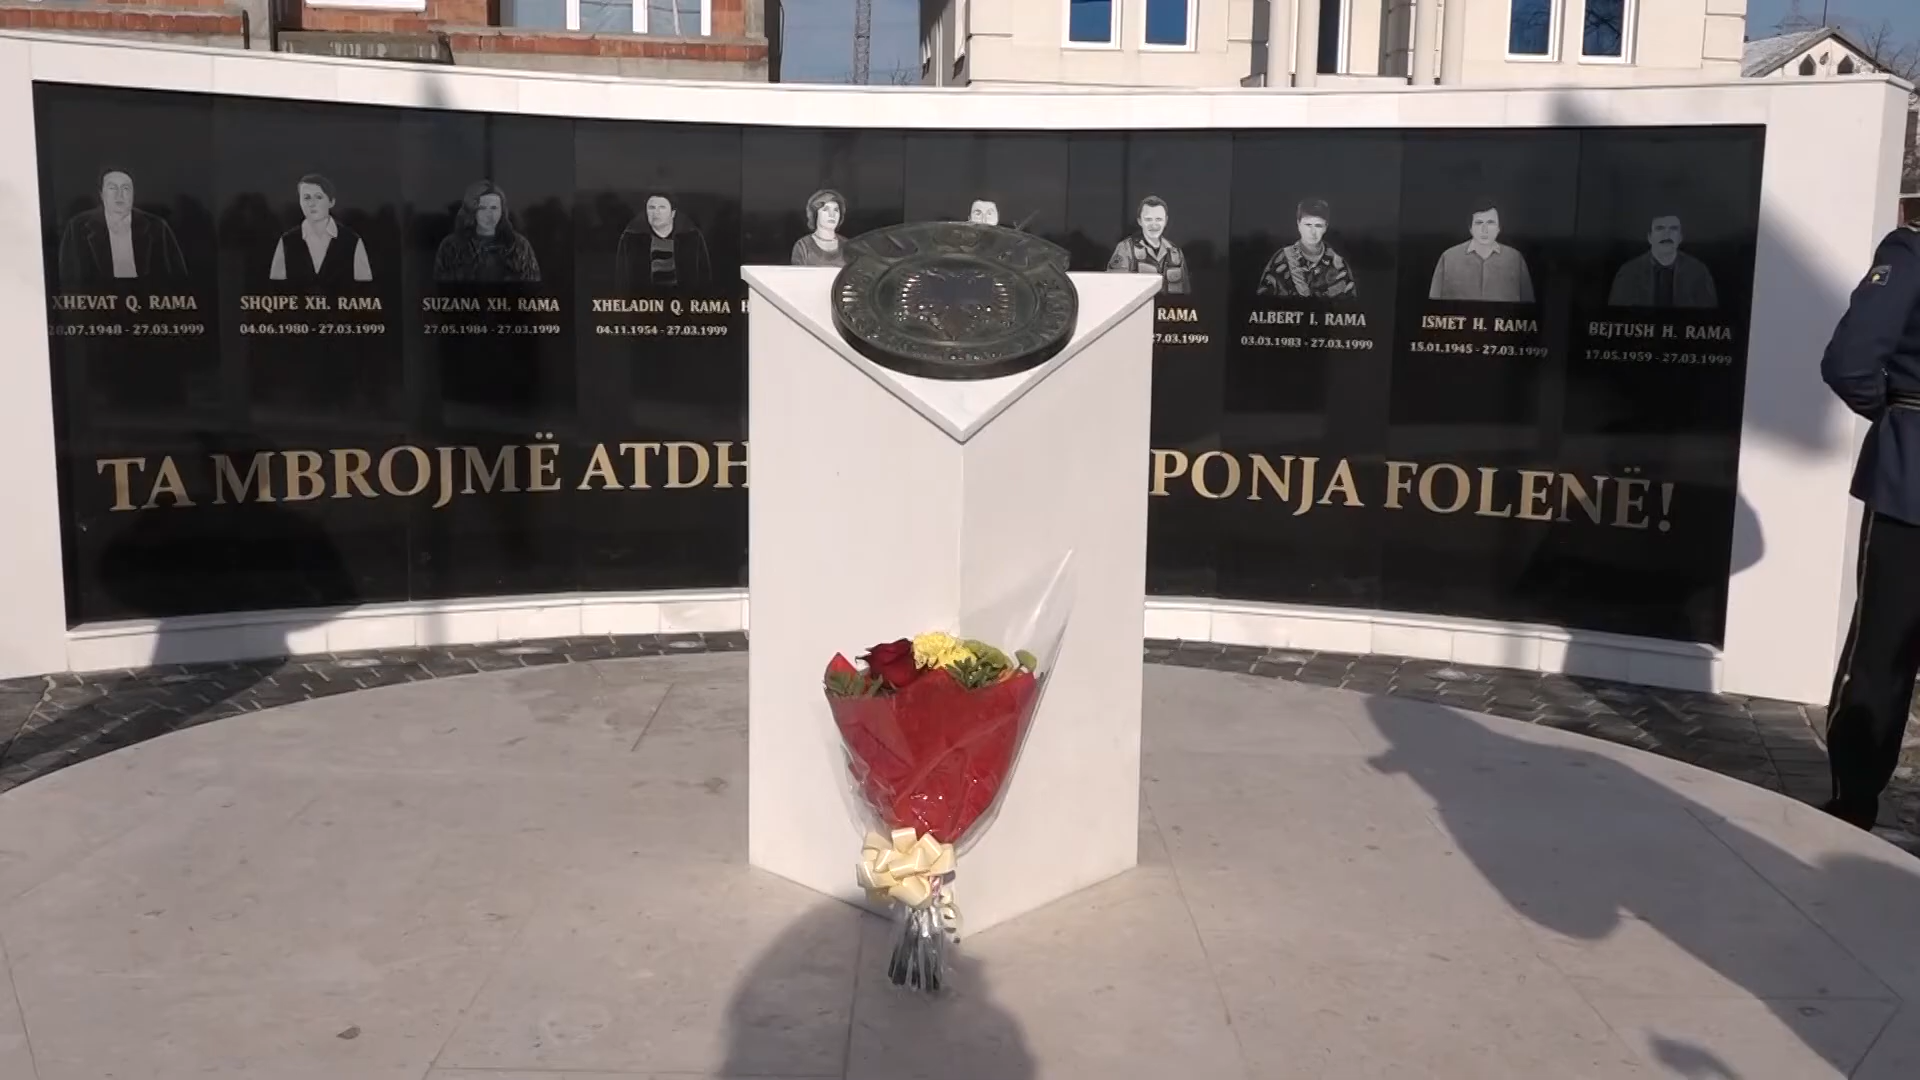 XHEVAT Q. RAMA
.07.1948 - 27.03.1999
SHQIPE XH. RAMA
04.06.1980 - 27.03.1999
SUZANA XH. RAMA
27.05.1984 - 27.03.1999
XHELADIN Q. RAMA
04.11.1954 - 27.03.1999
H
RAMA
27.03.1999
ALBERT I. RAMA
03.03.1983 - 27.03.1999
ISMET H. RAMA
15.01.1945 - 27.03.1999
BEJTUSH H. RAMA
17.05.1959 - 27.03.1999
TA MBROJMË ATDH PONJA FOLENË!